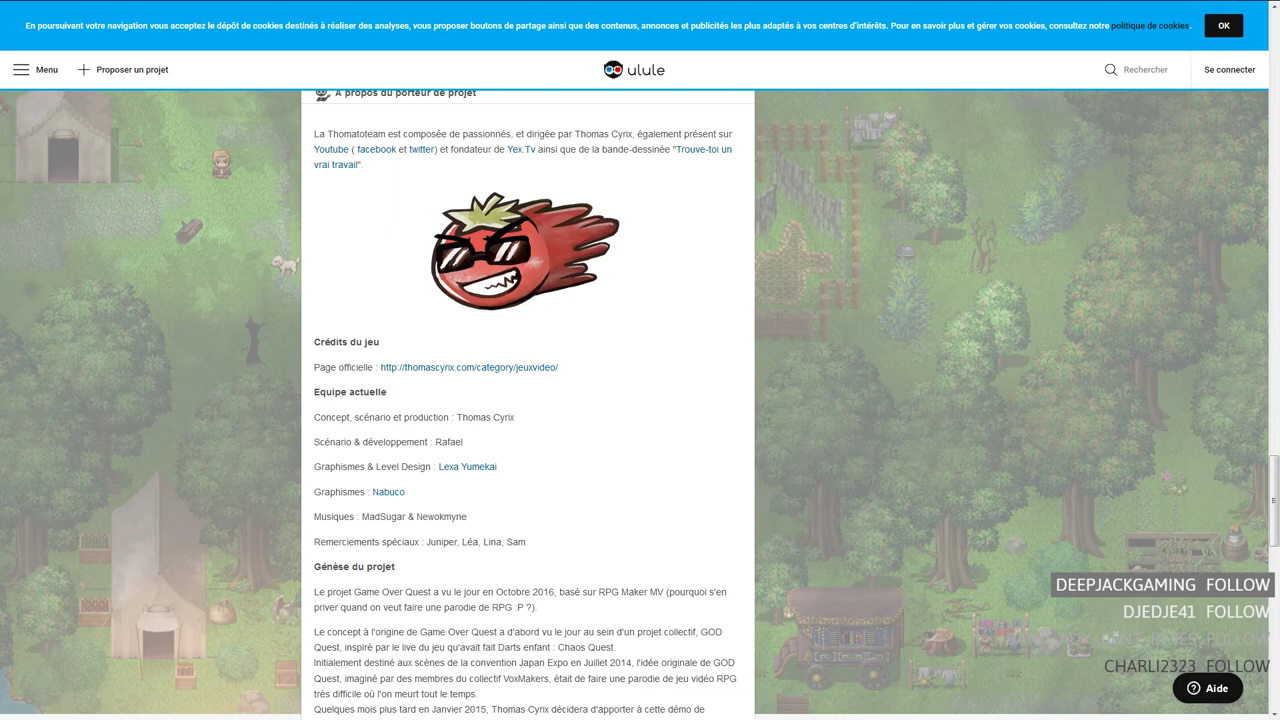 En poursuivant votre navigation vous acceptez le dépôt de cookies destinés à réaliser des analyses, vous proposer boutons de partage ainsi que des contenus, annonces et publicités les plus adaptés à vos centres d'intérêts. Pour en savoir plus et gérer vos cookies, consultez notre politique de cookies. OK
Menu Proposer un projet ulule Rechercher Se connecter
A propos du porteur de projet
La Thomatoteam est composée de passionnés, et dirigée par Thomas Cyrix, également présent sur
Youtube ( facebook et twitter) et fondateur de Yex.Tv ainsi que de la bande-dessinée "Trouve-toi un
vrai travail".
Crédits du jeu
Page officielle : http://thomascyrix.com/category/jeuxvideo/
Equipe actuelle
Concept, scénario et production : Thomas Cyrix
Scénario & développement : Rafael
Graphismes & Level Design : Lexa Yumekai
Graphismes : Nabuco
Musiques : MadSugar & Newokmyne
Remerciements spéciaux : Juniper, Léa, Lina, Sam
Génèse du projet
Le projet Game Over Quest a vu le jour en Octobre 2016, basé sur RPG Maker MV (pourquoi s'en
priver quand on veut faire une parodie de RPG :P ?).
Le concept à l'origine de Game Over Quest a d'abord vu le jour au sein d'un projet collectif, GOD
Quest, inspiré par le live du jeu qu'avait fait Darts enfant : Chaos Quest.
Initialement destiné aux scènes de la convention Japan Expo en Juillet 2014, l'idée originale de GOD
Quest, imaginé par des membres du collectif VoxMakers, était de faire une parodie de jeu vidéo RPG
très difficile où l'on meurt tout le temps.
Quelques mois plus tard en Janvier 2015, Thomas Cyrix décidera d'apporter à cette démo de
DEEPJACKGAMING FOLLOW
DJEDJE41 FOLLOW
CHARLI2323 FOLLOW
Aide